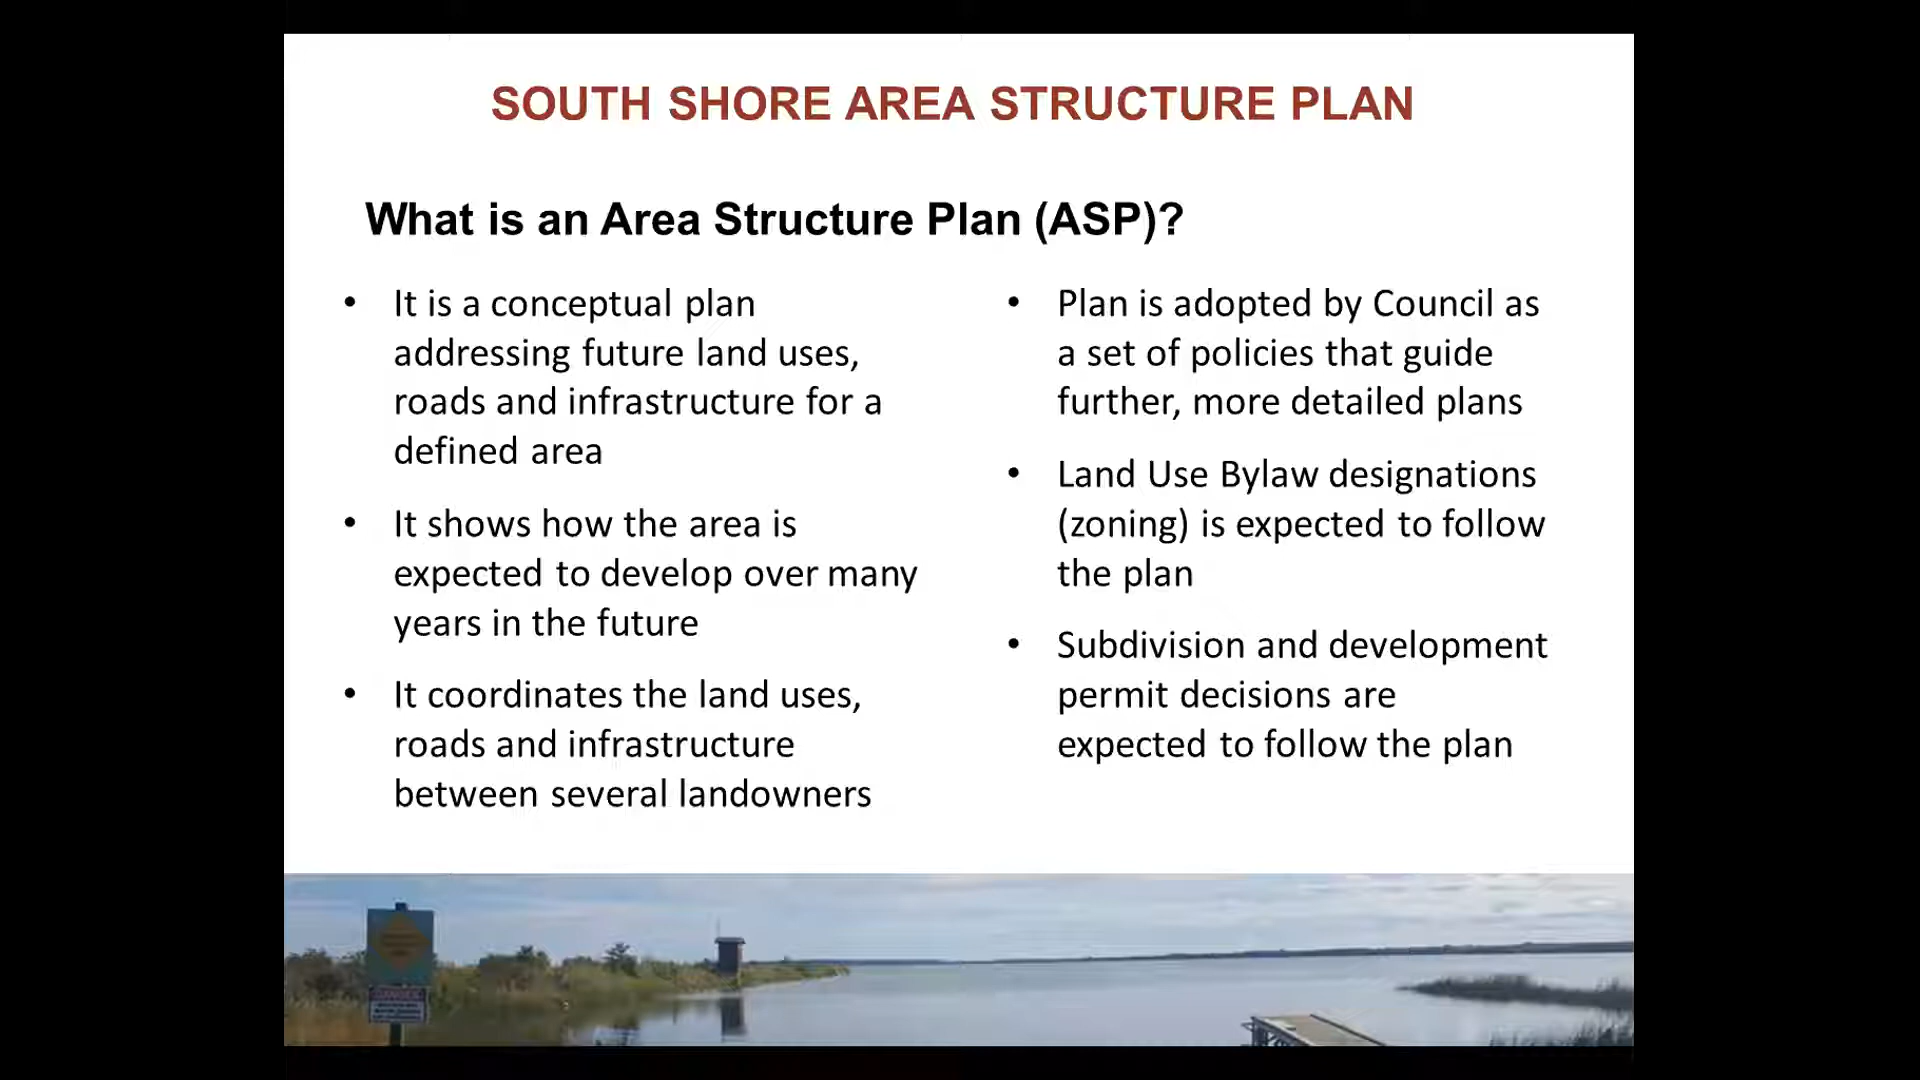 SOUTH SHORE AREA STRUCTURE PLAN
What is an Area Structure Plan (ASP)?
• It is a conceptual plan
addressing future land uses,
roads and infrastructure for a
defined area
• It shows how the area is
expected to develop over many
years in the future
• It coordinates the land uses,
roads and infrastructure
between several landowners
• Plan is adopted by Council as
a set of policies that guide
further, more detailed plans
• Land Use Bylaw designations
(zoning) is expected to follow
the plan
• Subdivision and development
permit decisions are
expected to follow the plan